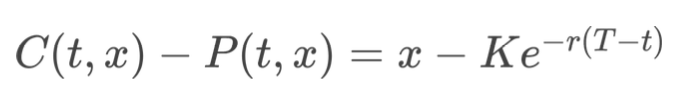 C(t, x) − P(t, x) = x − Ke^{−r(T−t)}